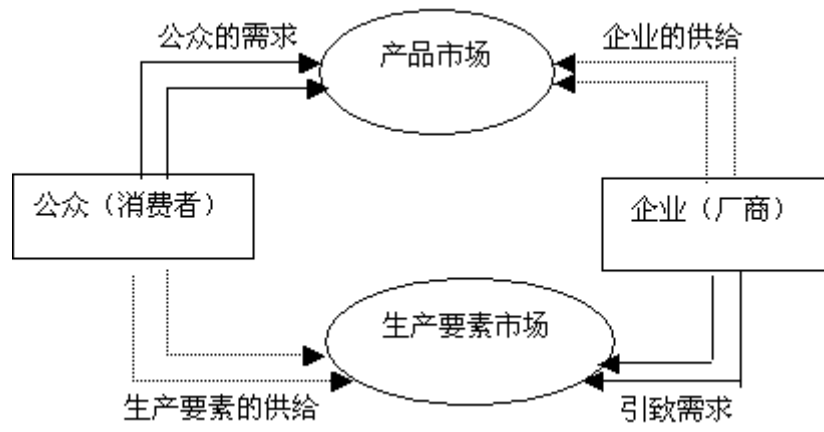 公众的需求
产品市场
企业的供给
公众（消费者）
企业（厂商）
生产要素市场
生产要素的供给
引致需求